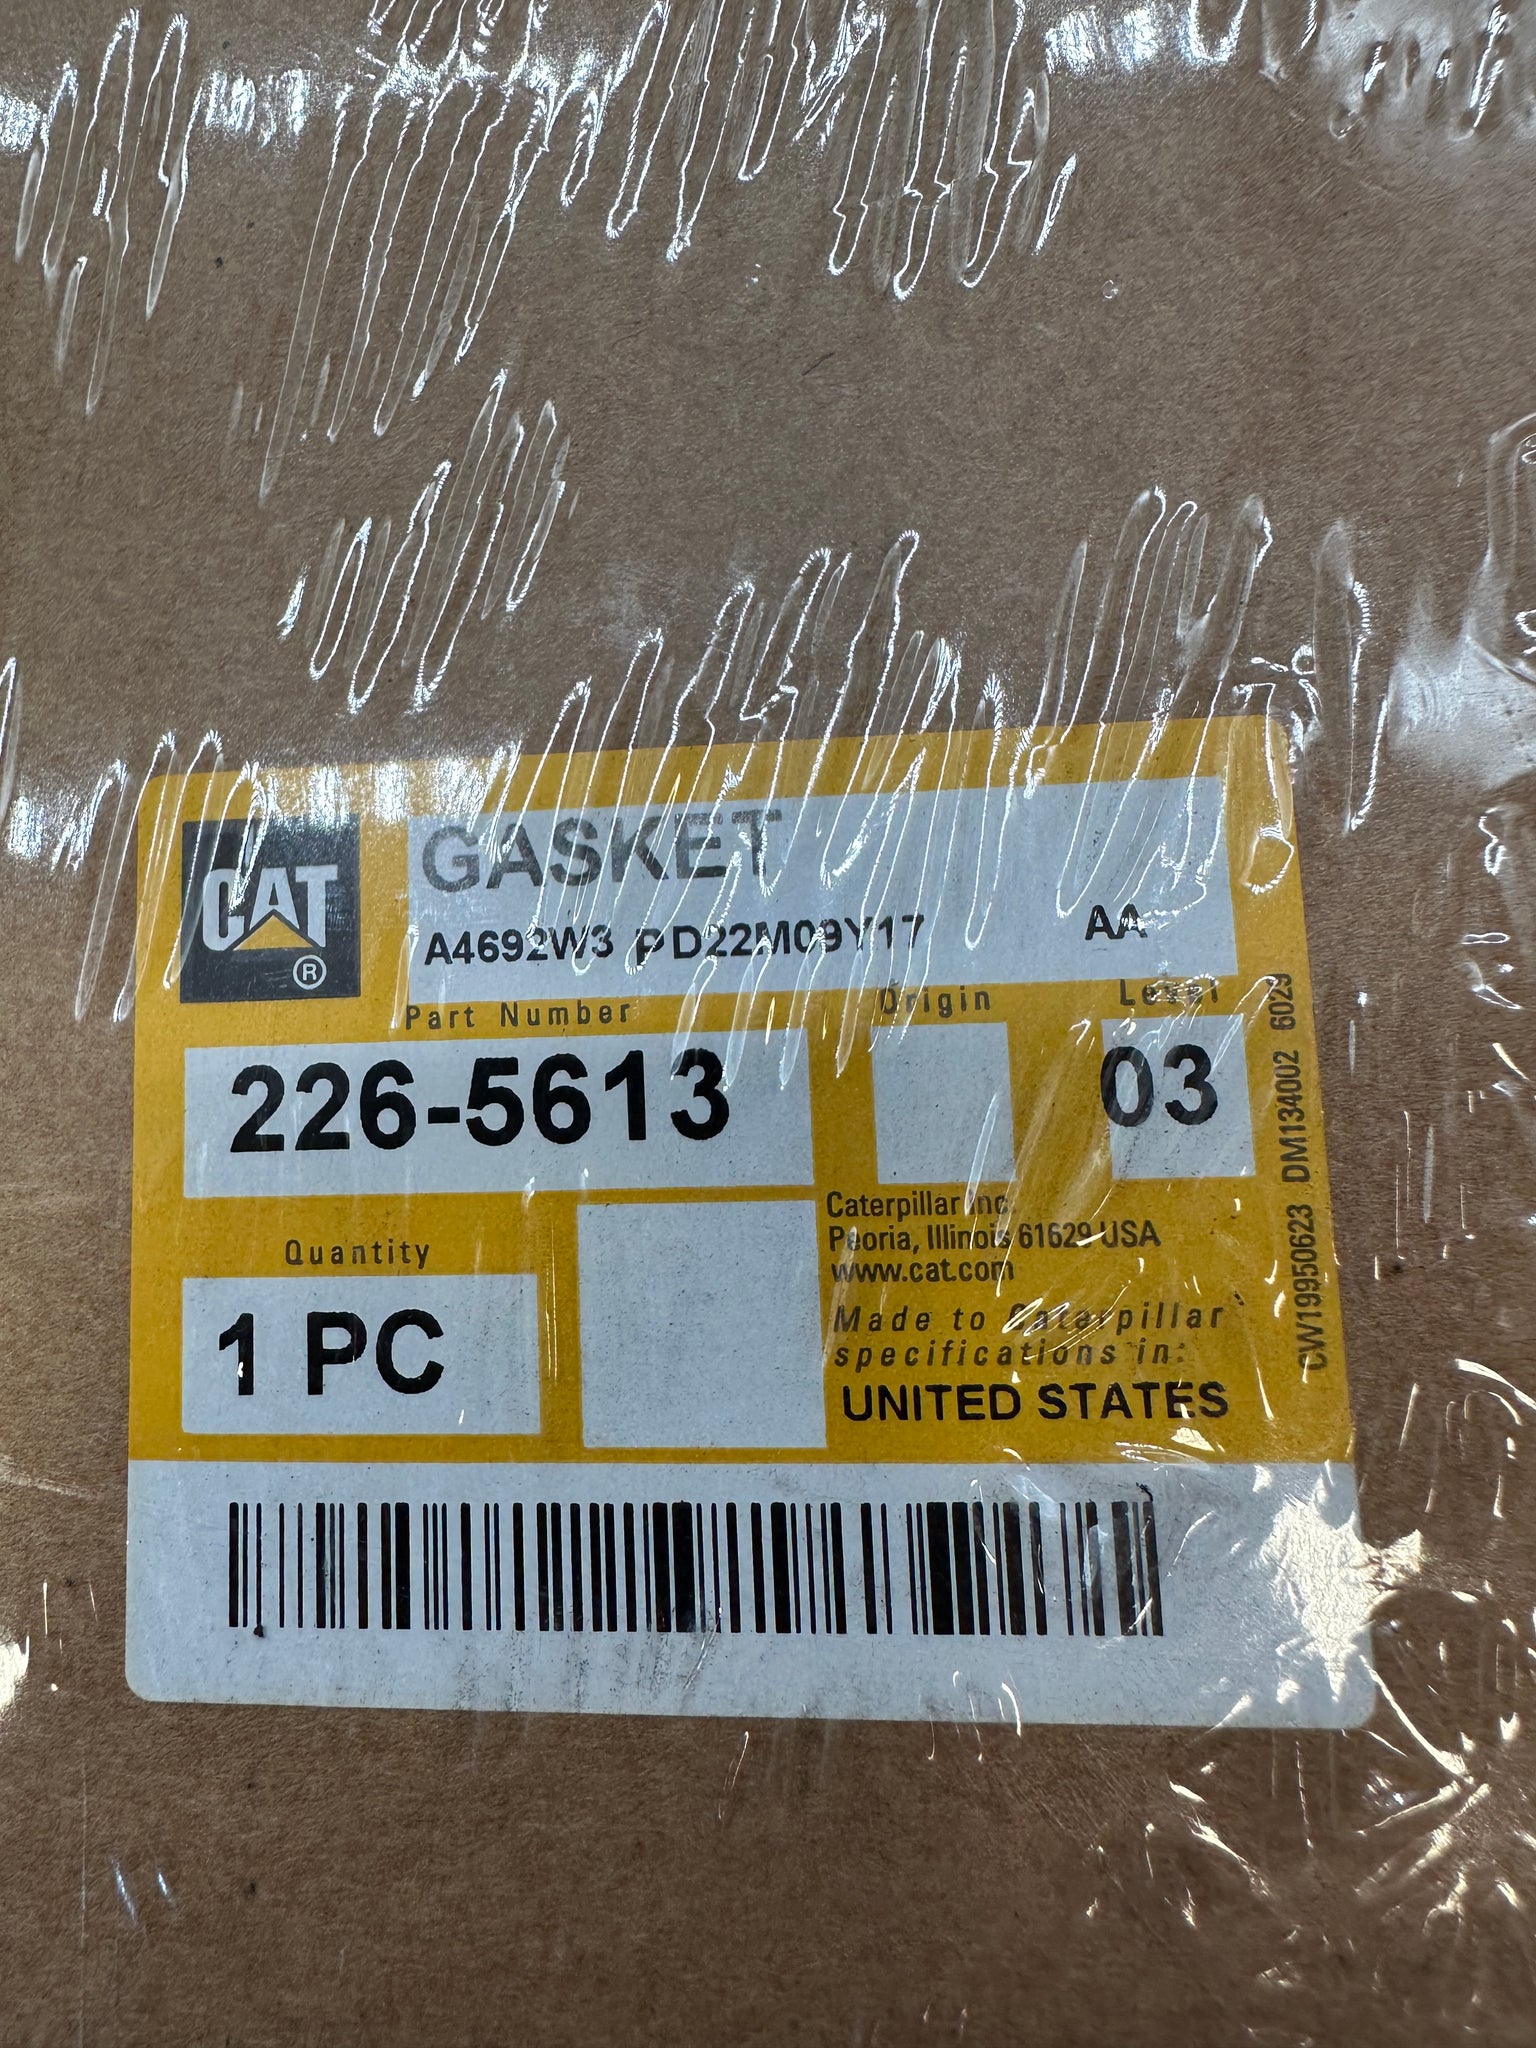 GASKET
CAT
®
A4692W3 PD22M09Y17 AA
Part Number Origin Level
226-5613 03
Caterpillar Inc.
Peoria, Illinois 61629 USA
www.cat.com
Quantity
1 PC
Made to Caterpillar
specifications in:
UNITED STATES
CW19950623 DM134002 6029